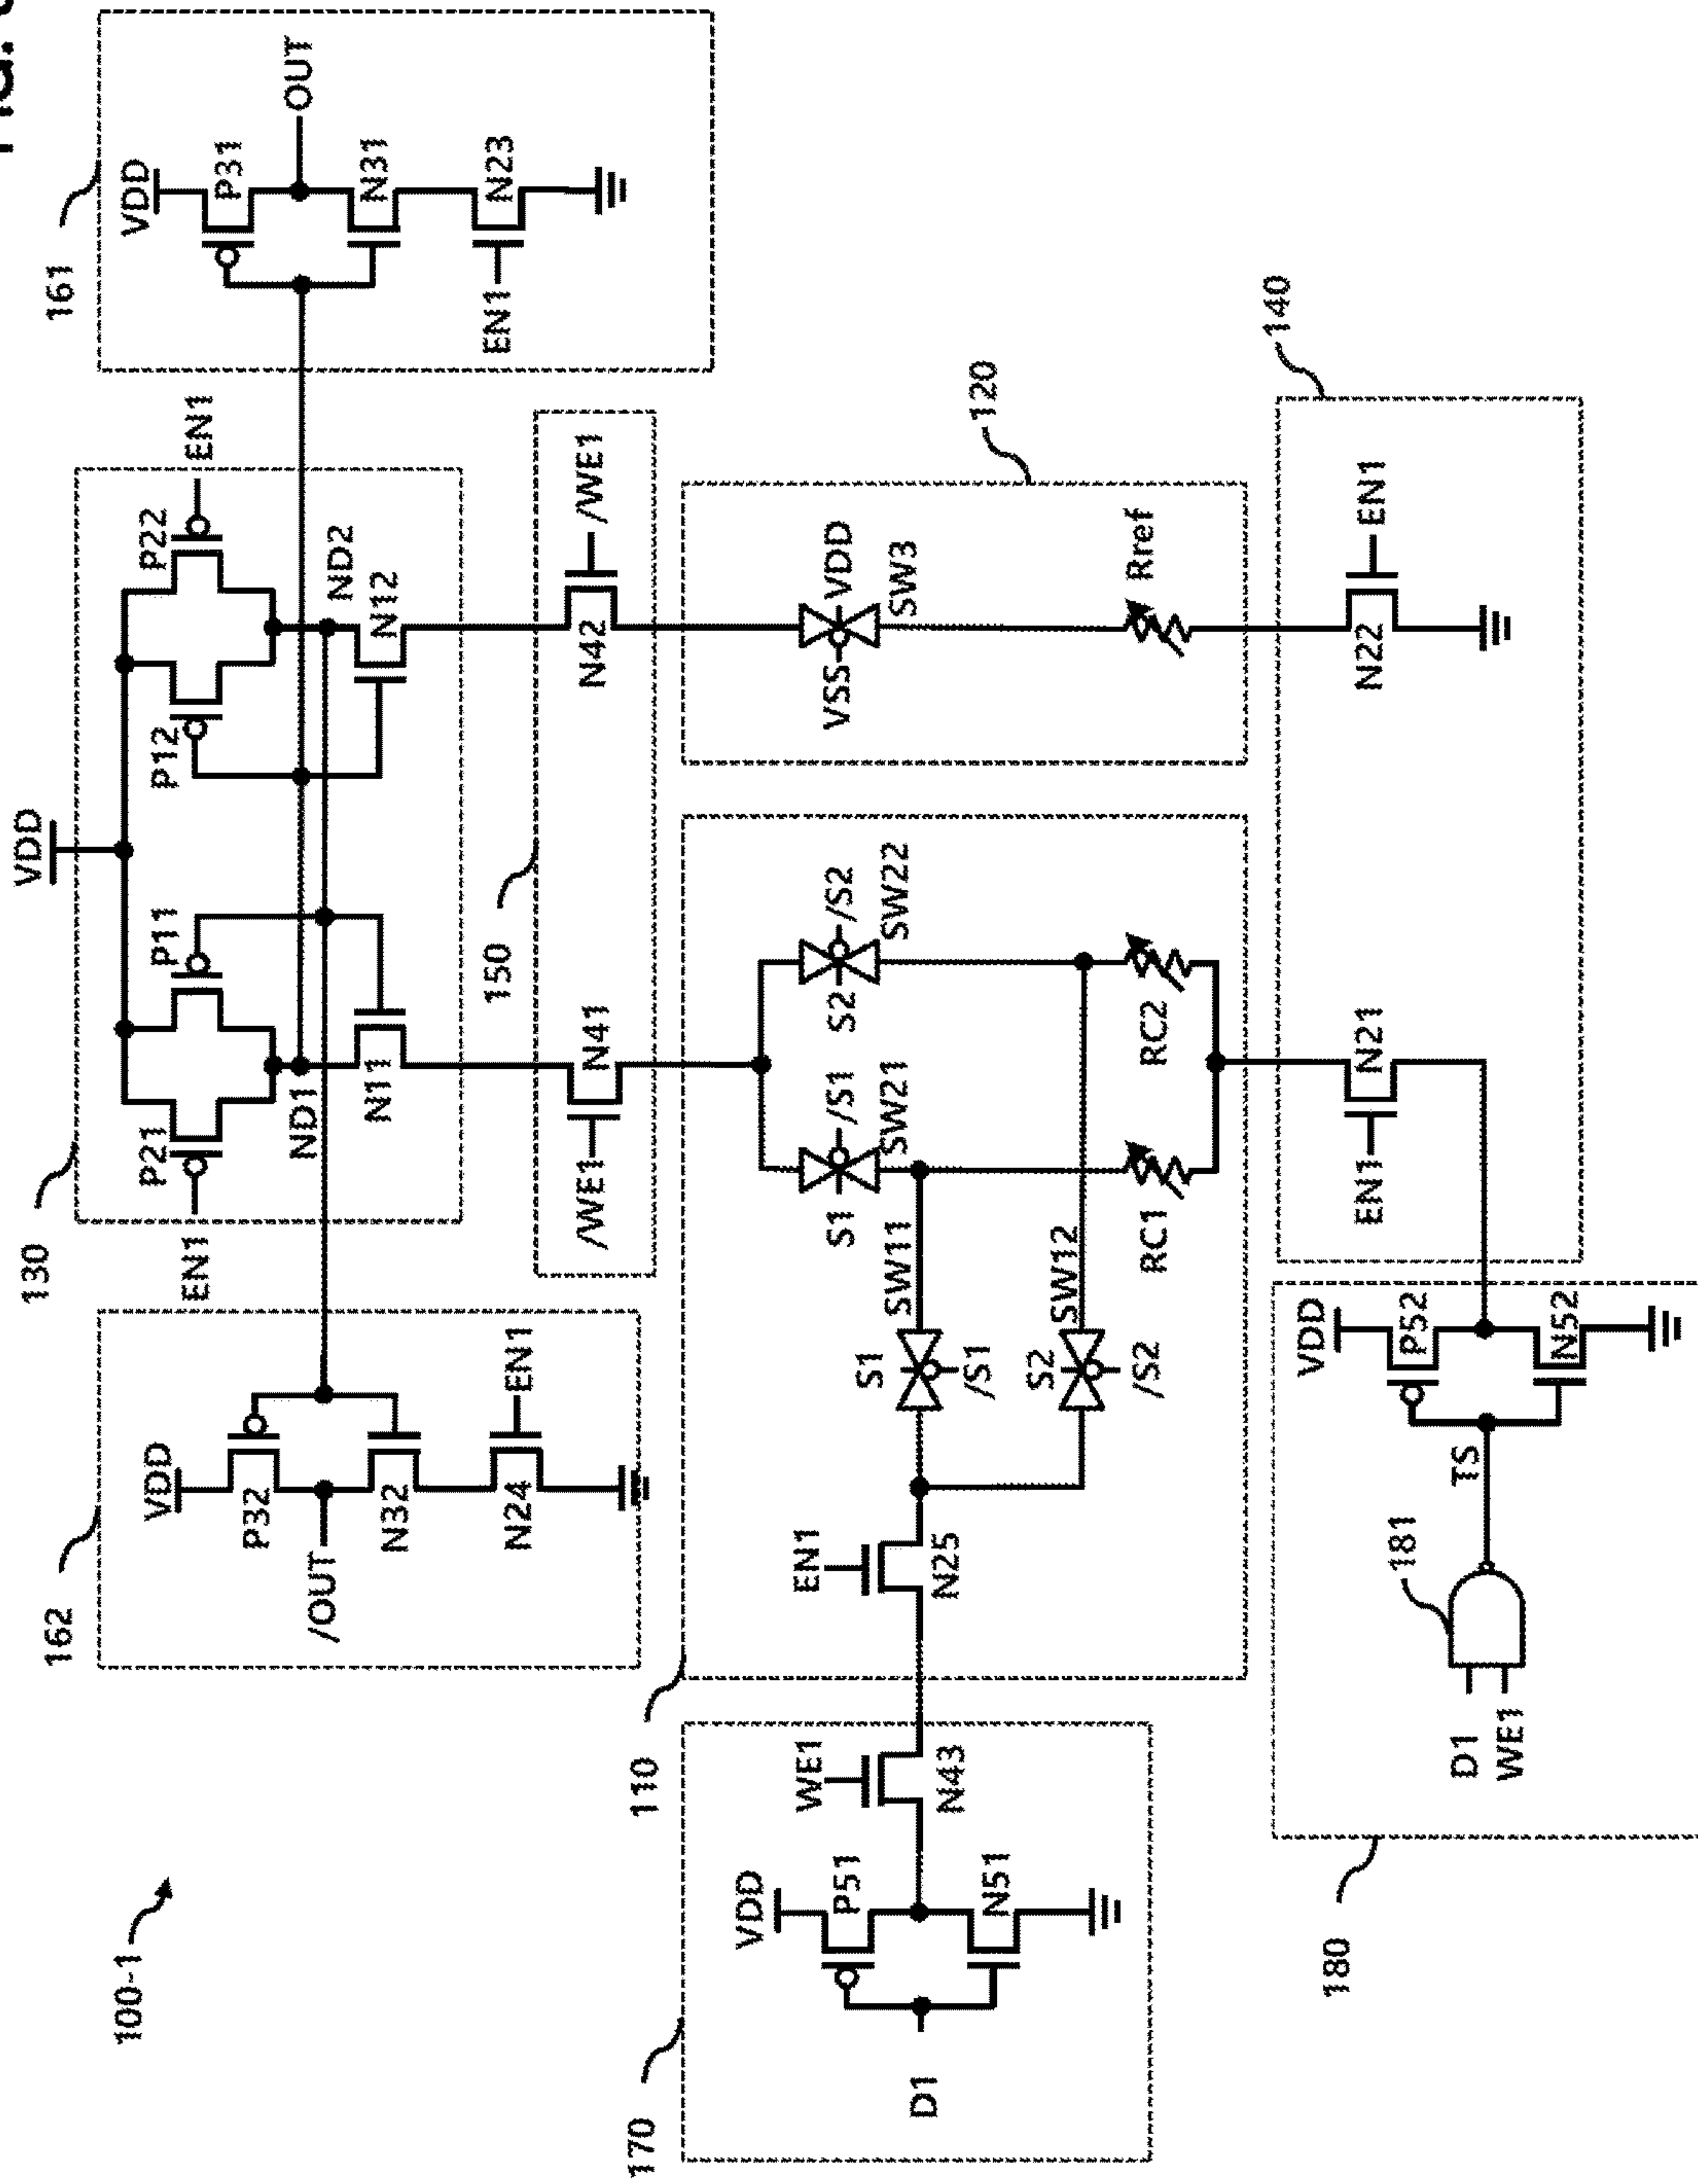 100-1
VDD
130
EN1
P21
P11
P12
P22
EN1
ND1
N11
ND2
N12
161
VDD
P31
OUT
N31
EN1
N23
162
VDD
P32
/OUT
N32
N24
EN1
150
/WE1
N41
N42
/WE1
110
S1
/S1
SW21
S2
/S2
SW22
SW11
S1
/S1
SW12
S2
/S2
EN1
N25
RC1
RC2
120
VSS
VDD
SW3
Rref
140
EN1
N21
N22
EN1
170
D1
VDD
P51
N51
WE1
N43
180
D1
WE1
181
TS
VDD
P52
N52